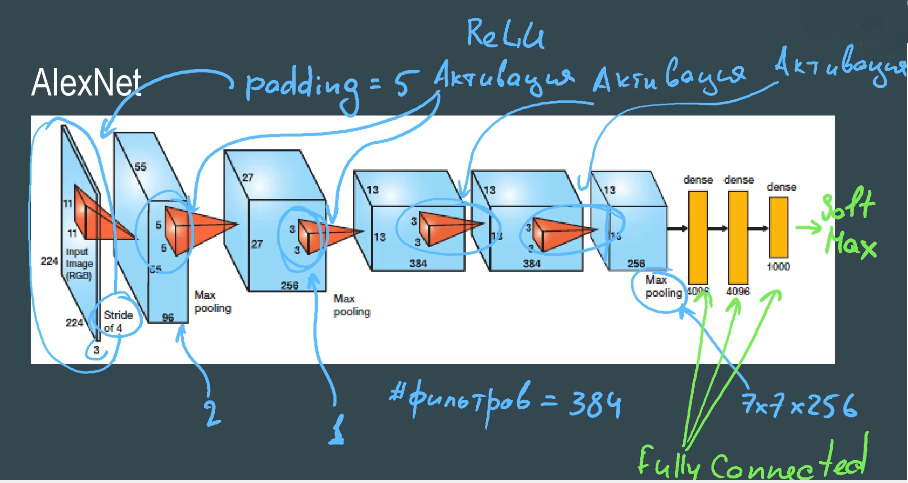 ReLU
AlexNet
padding = 5 Активация Активация Активация
55
27
13
13
13
dense
dense
dense
11
11
5
5
3
3
3
3
3
3
Soft
Max
224
Input
Image
(RGB)
55
27
13
13
13
256
384
384
256
1000
Max
pooling
Max
pooling
Max
pooling
4096
4096
224
Stride
of 4
96
3
2
1
#фильтров = 384
7x7x256
Fully Connected